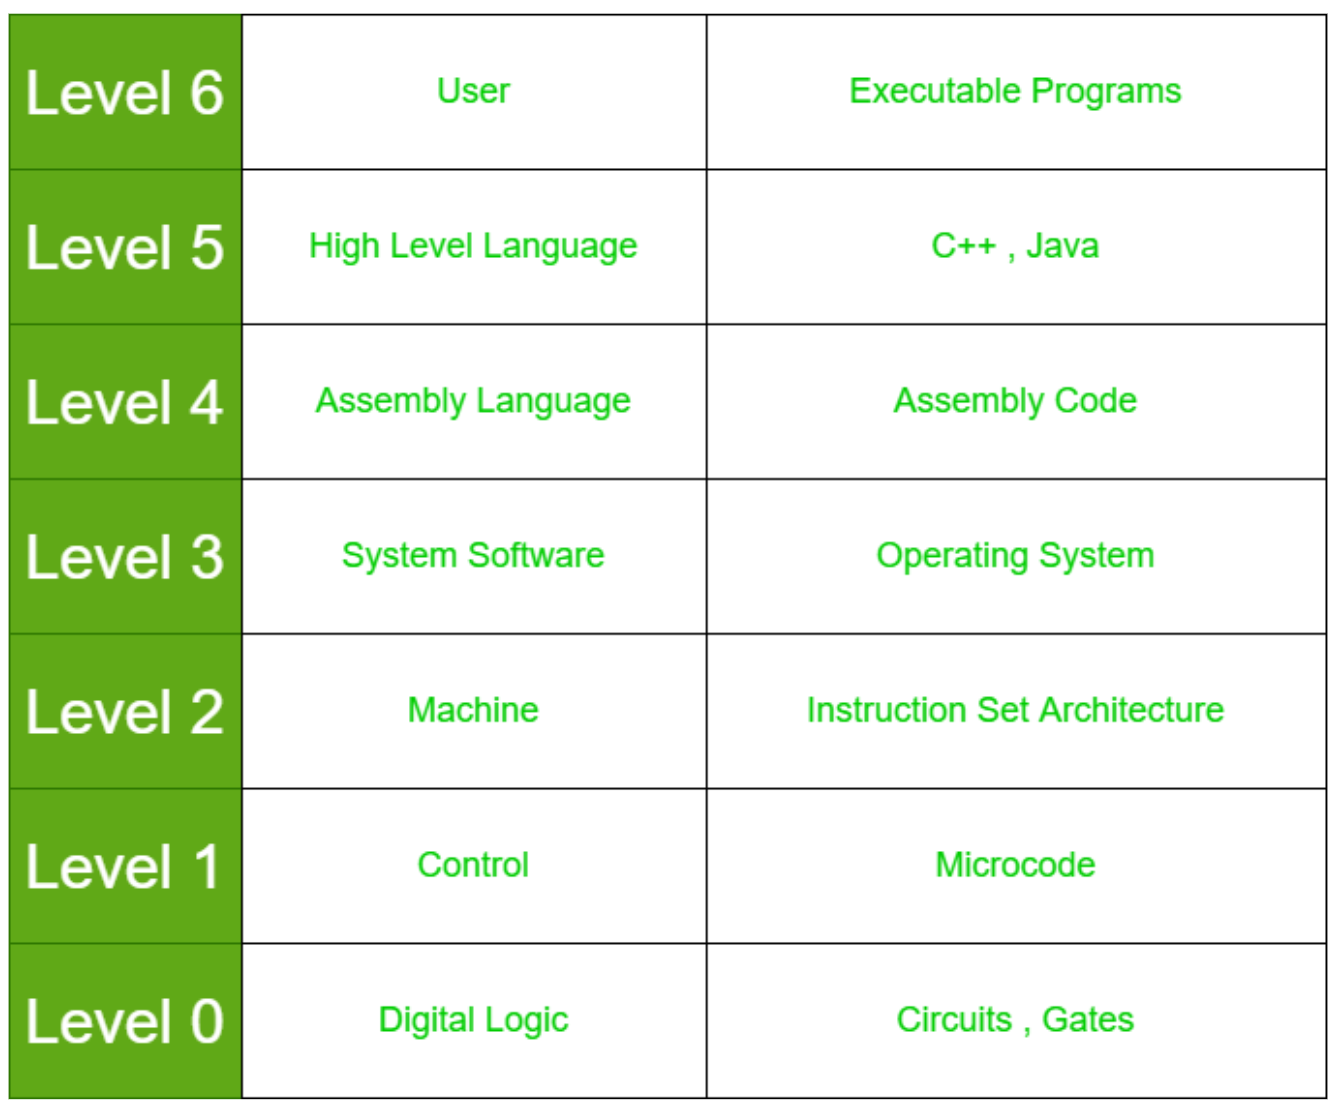 Level 6 User Executable Programs
Level 5 High Level Language C++ , Java
Level 4 Assembly Language Assembly Code
Level 3 System Software Operating System
Level 2 Machine Instruction Set Architecture
Level 1 Control Microcode
Level 0 Digital Logic Circuits , Gates